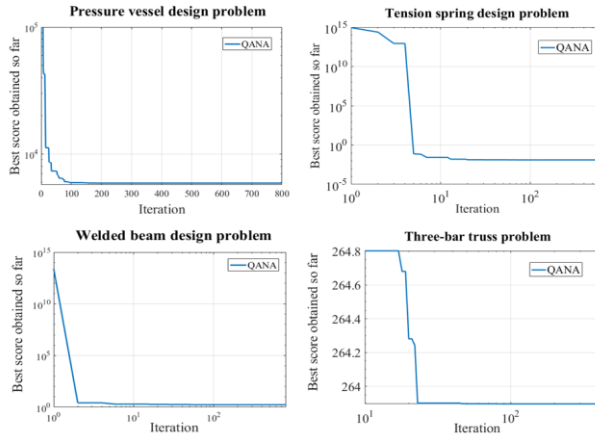 Pressure vessel design problem
10^5
QANA
Best score obtained so far
10^4
0 100 200 300 400 500 600 700 800
Iteration
Tension spring design problem
10^15
QANA
10^10
Best score obtained so far
10^5
10^0
10^-5
10^0 10^1 10^2
Iteration
Welded beam design problem
10^15
QANA
10^10
Best score obtained so far
10^5
10^0
10^0 10^1 10^2
Iteration
Three-bar truss problem
264.8
QANA
264.6
Best score obtained so far
264.4
264.2
264
10^1 10^2
Iteration